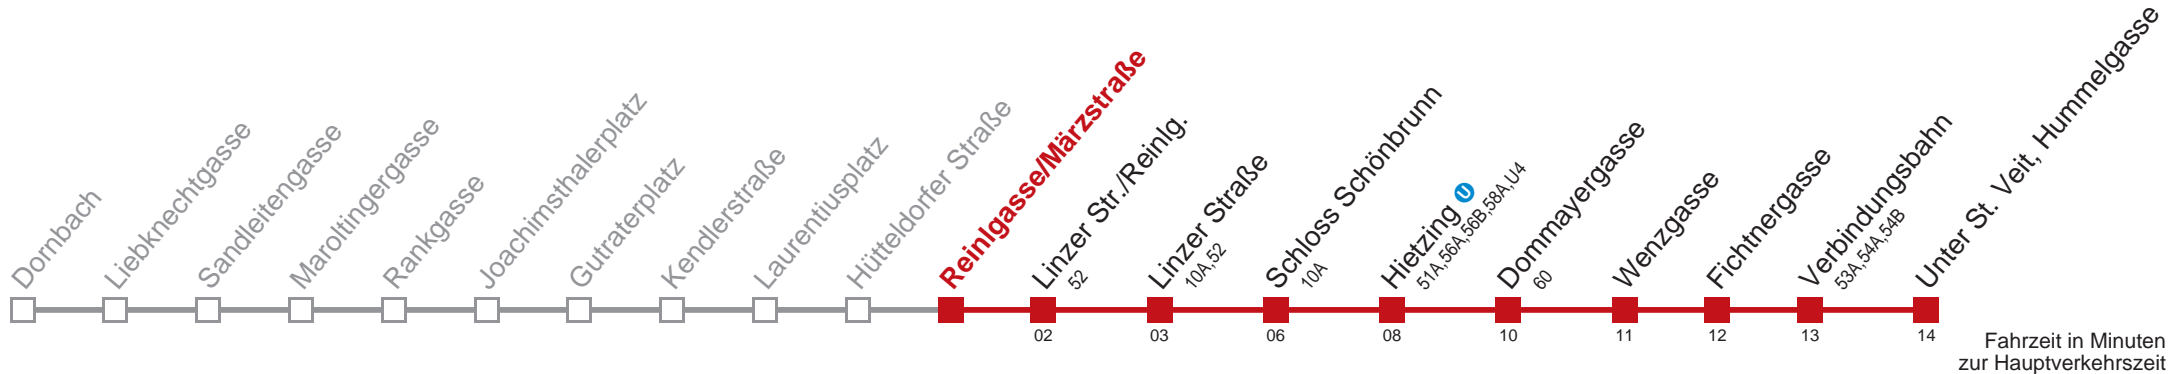 Dornbach
Liebknechtgasse
Sandleitengasse
Maroltingergasse
Rankgasse
Joachimsthalerplatz
Gutraterplatz
Kendlerstraße
Laurentiusplatz
Hütteldorfer Straße
Reinlgasse/Märzstraße
Linzer Str./Reinlg.
52
Linzer Straße
10A,52
Schloss Schönbrunn
10A
Hietzing U
51A,56A,56B,58A,U4
Dommayergasse
60
Wenzgasse
Fichtnergasse
Verbindungsbahn
53A,54A,54B
Unter St. Veit, Hummelgasse
02 03 06 08 10 11 12 13 14
Fahrzeit in Minuten
zur Hauptverkehrszeit